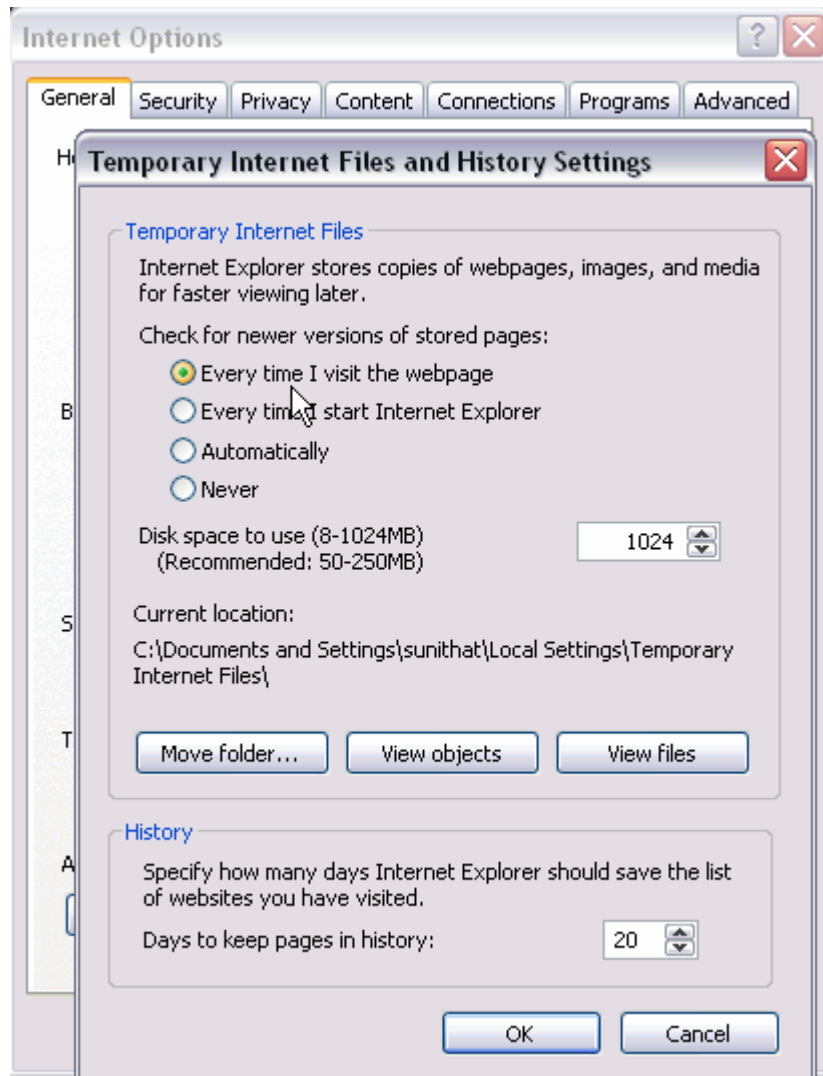 Internet Options
General Security Privacy Content Connections Programs Advanced
H
Temporary Internet Files and History Settings
Temporary Internet Files
Internet Explorer stores copies of webpages, images, and media
for faster viewing later.
Check for newer versions of stored pages:
Every time I visit the webpage
B
Every time I start Internet Explorer
Automatically
Never
Disk space to use (8-1024MB)
1024
(Recommended: 50-250MB)
S
Current location:
C:\Documents and Settings\sunithat\Local Settings\Temporary
Internet Files\
T
Move folder... View objects View files
History
A
Specify how many days Internet Explorer should save the list
of websites you have visited.
Days to keep pages in history: 20
OK Cancel